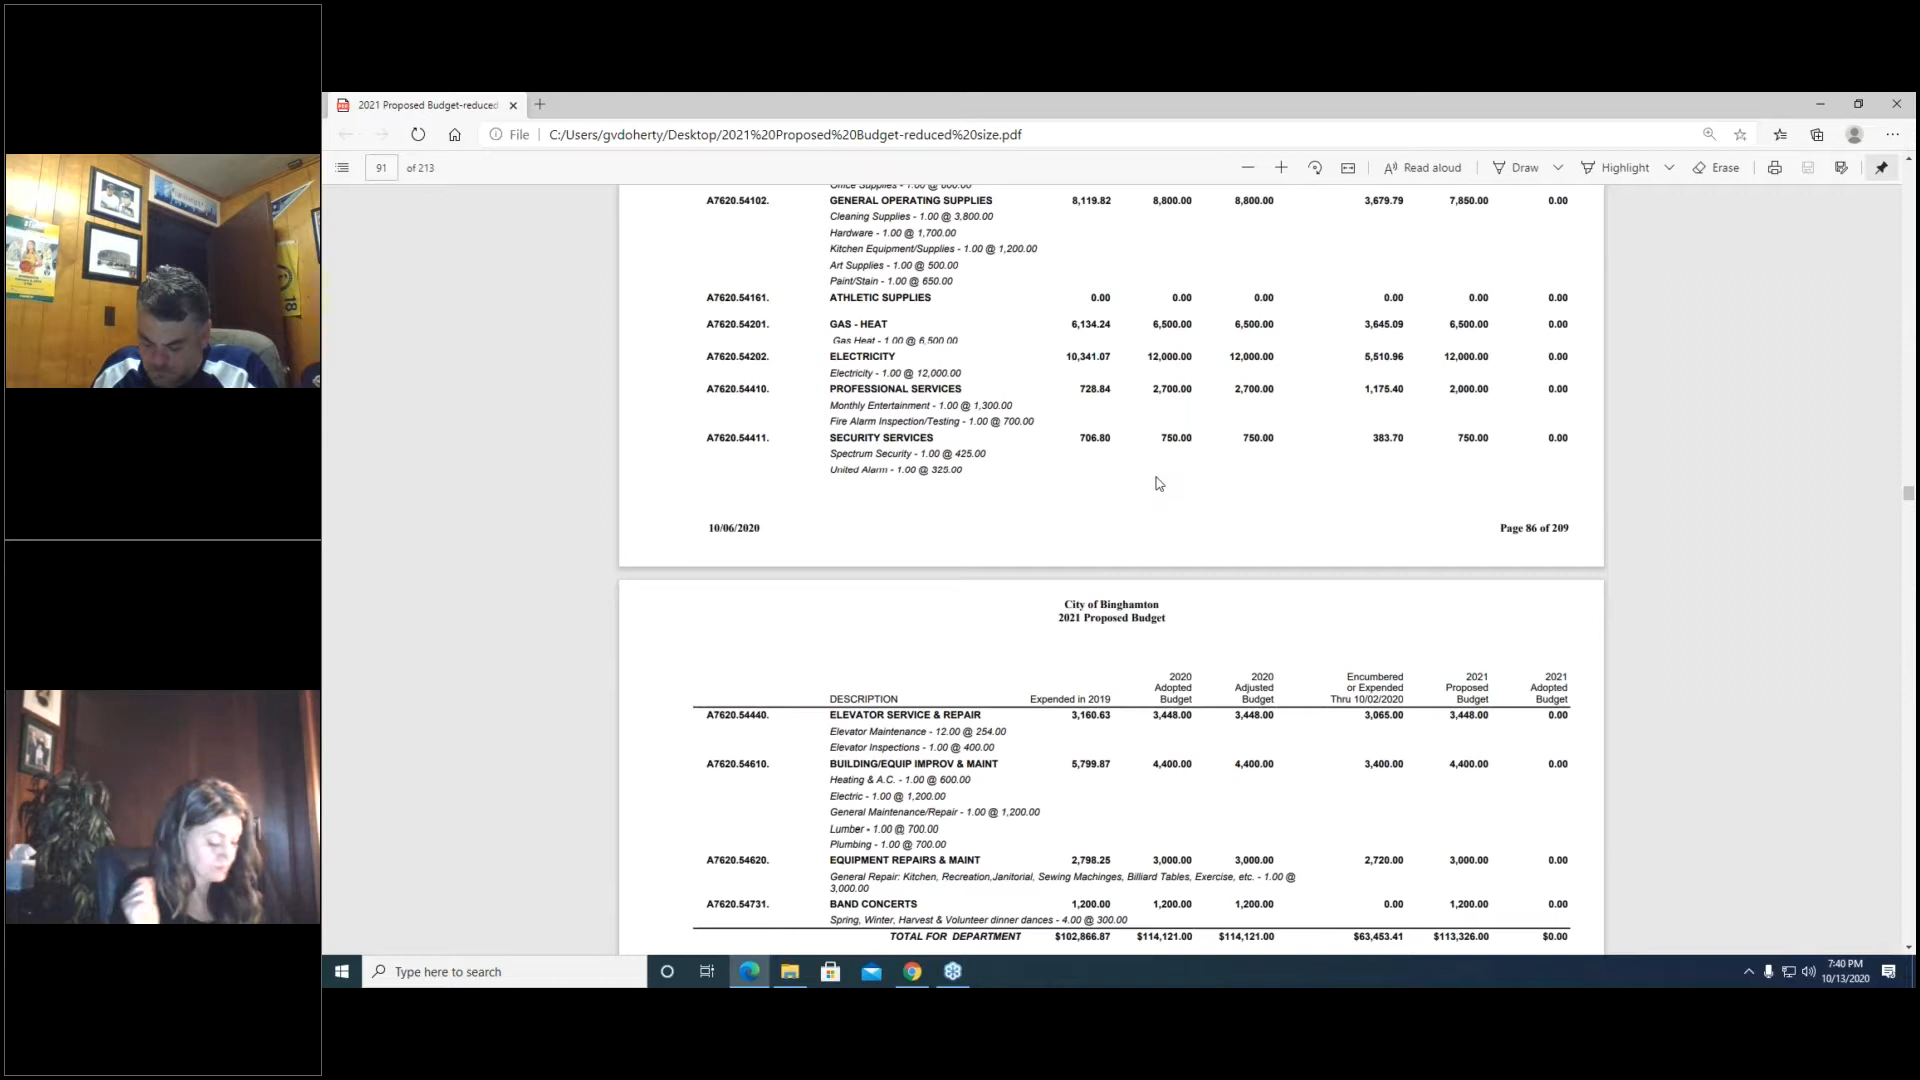 2021 Proposed Budget-reduced
File C:/Users/gvdoherty/Desktop/2021%20Proposed%20Budget-reduced%20size.pdf
91 of 213 Read aloud Draw Highlight Erase
Office Supplies - 1.00 @ 800.00
A7620.54102. GENERAL OPERATING SUPPLIES 8,119.82 8,800.00 8,800.00 3,679.79 7,850.00 0.00
Cleaning Supplies - 1.00 @ 3,800.00
Hardware - 1.00 @ 1,700.00
Kitchen Equipment/Supplies - 1.00 @ 1,200.00
Art Supplies - 1.00 @ 500.00
Paint/Stain - 1.00 @ 650.00
A7620.54161. ATHLETIC SUPPLIES 0.00 0.00 0.00 0.00 0.00 0.00
A7620.54201. GAS - HEAT 6,134.24 6,500.00 6,500.00 3,645.09 6,500.00 0.00
Gas Heat - 1.00 @ 6,500.00
A7620.54202. ELECTRICITY 10,341.07 12,000.00 12,000.00 5,510.96 12,000.00 0.00
Electricity - 1.00 @ 12,000.00
A7620.54410. PROFESSIONAL SERVICES 728.84 2,700.00 2,700.00 1,175.40 2,000.00 0.00
Monthly Entertainment - 1.00 @ 1,300.00
Fire Alarm Inspection/Testing - 1.00 @ 700.00
A7620.54411. SECURITY SERVICES 706.80 750.00 750.00 383.70 750.00 0.00
Spectrum Security - 1.00 @ 425.00
United Alarm - 1.00 @ 325.00
10/06/2020 Page 86 of 209
City of Binghamton
2021 Proposed Budget
2020 2020 Encumbered 2021 2021
Adopted Adjusted or Expended Proposed Adopted
DESCRIPTION Expended in 2019 Budget Budget Thru 10/02/2020 Budget Budget
A7620.54440. ELEVATOR SERVICE & REPAIR 3,160.63 3,448.00 3,448.00 3,065.00 3,448.00 0.00
Elevator Maintenance - 12.00 @ 254.00
Elevator Inspections - 1.00 @ 400.00
A7620.54610. BUILDING/EQUIP IMPROV & MAINT 5,799.87 4,400.00 4,400.00 3,400.00 4,400.00 0.00
Heating & A.C. - 1.00 @ 600.00
Electric - 1.00 @ 1,200.00
General Maintenance/Repair - 1.00 @ 1,200.00
Lumber - 1.00 @ 700.00
Plumbing - 1.00 @ 700.00
A7620.54620. EQUIPMENT REPAIRS & MAINT 2,798.25 3,000.00 3,000.00 2,720.00 3,000.00 0.00
General Repair: Kitchen, Recreation,Janitorial, Sewing Machinges, Billiard Tables, Exercise, etc. - 1.00 @
3,000.00
A7620.54731. BAND CONCERTS 1,200.00 1,200.00 1,200.00 0.00 1,200.00 0.00
Spring, Winter, Harvest & Volunteer dinner dances - 4.00 @ 300.00
TOTAL FOR DEPARTMENT $102,866.87 $114,121.00 $114,121.00 $63,453.41 $113,326.00 $0.00
Type here to search
7:40 PM
10/13/2020
18